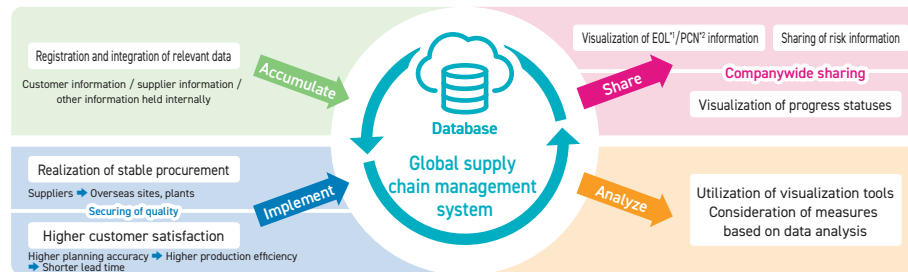 Registration and integration of relevant data
Customer information / supplier information /
other information held internally
Accumulate
Visualization of EOL*1/PCN*2 information
Sharing of risk information
Share
Companywide sharing
Visualization of progress statuses
Database
Global supply
chain management
system
Realization of stable procurement
Suppliers ➡ Overseas sites, plants
Securing of quality
Implement
Higher customer satisfaction
Higher planning accuracy ➡ Higher production efficiency
➡ Shorter lead time
Analyze
Utilization of visualization tools
Consideration of measures
based on data analysis